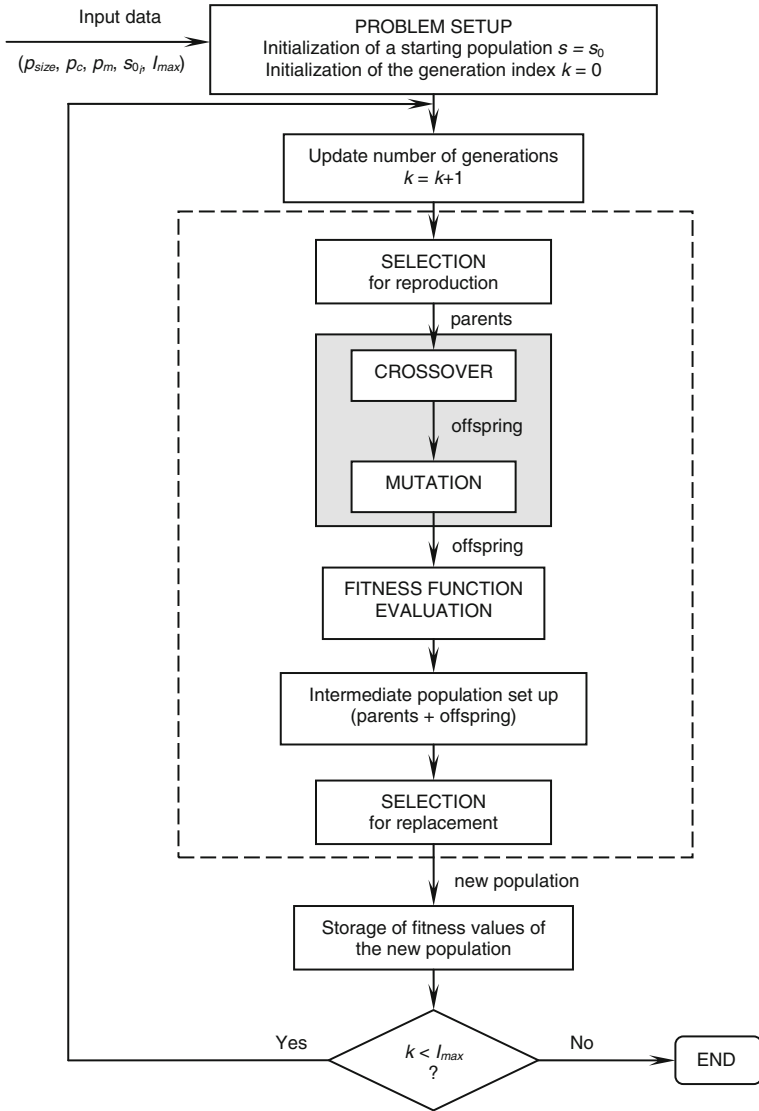 Input data
(p_size, p_c, p_m, s_0i, I_max)
PROBLEM SETUP
Initialization of a starting population s = s_0
Initialization of the generation index k = 0
Update number of generations
k = k+1
SELECTION
for reproduction
parents
CROSSOVER
offspring
MUTATION
offspring
FITNESS FUNCTION
EVALUATION
Intermediate population set up
(parents + offspring)
SELECTION
for replacement
new population
Storage of fitness values of
the new population
Yes
k < I_max
?
No
END